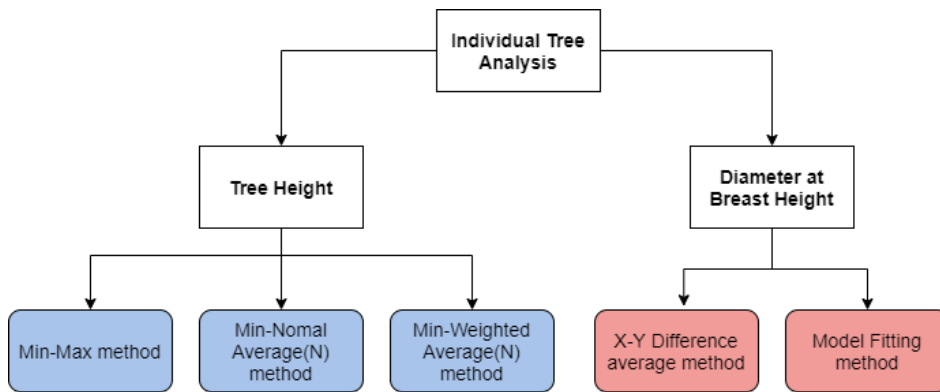 Individual Tree
Analysis
Tree Height
Diameter at
Breast Height
Min-Max method
Min-Nomal
Average(N)
method
Min-Weighted
Average(N)
method
X-Y Difference
average method
Model Fitting
method